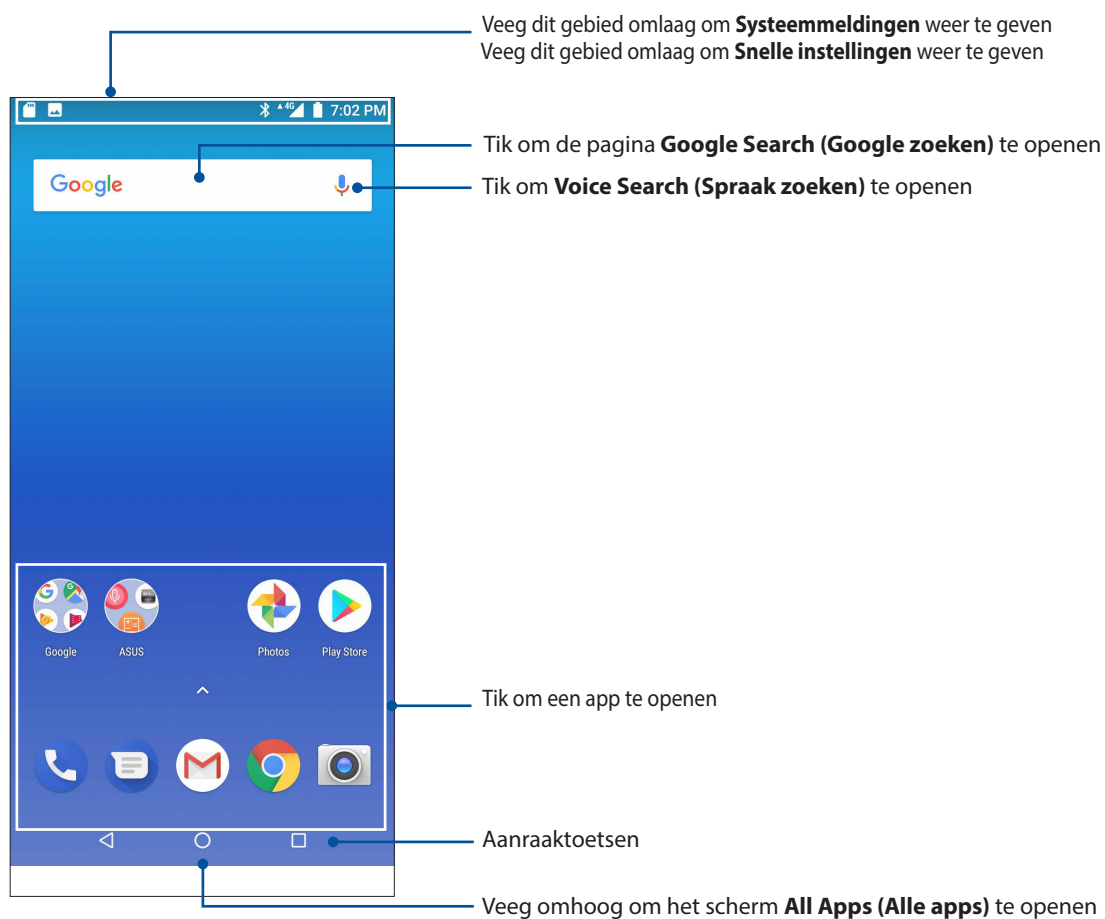 Veeg dit gebied omlaag om Systeemmeldingen weer te geven
Veeg dit gebied omlaag om Snelle instellingen weer te geven
4G 7:02 PM
Tik om de pagina Google Search (Google zoeken) te openen
Google
Tik om Voice Search (Spraak zoeken) te openen
Google ASUS Photos Play Store
Tik om een app te openen
Aanraaktoetsen
Veeg omhoog om het scherm All Apps (Alle apps) te openen